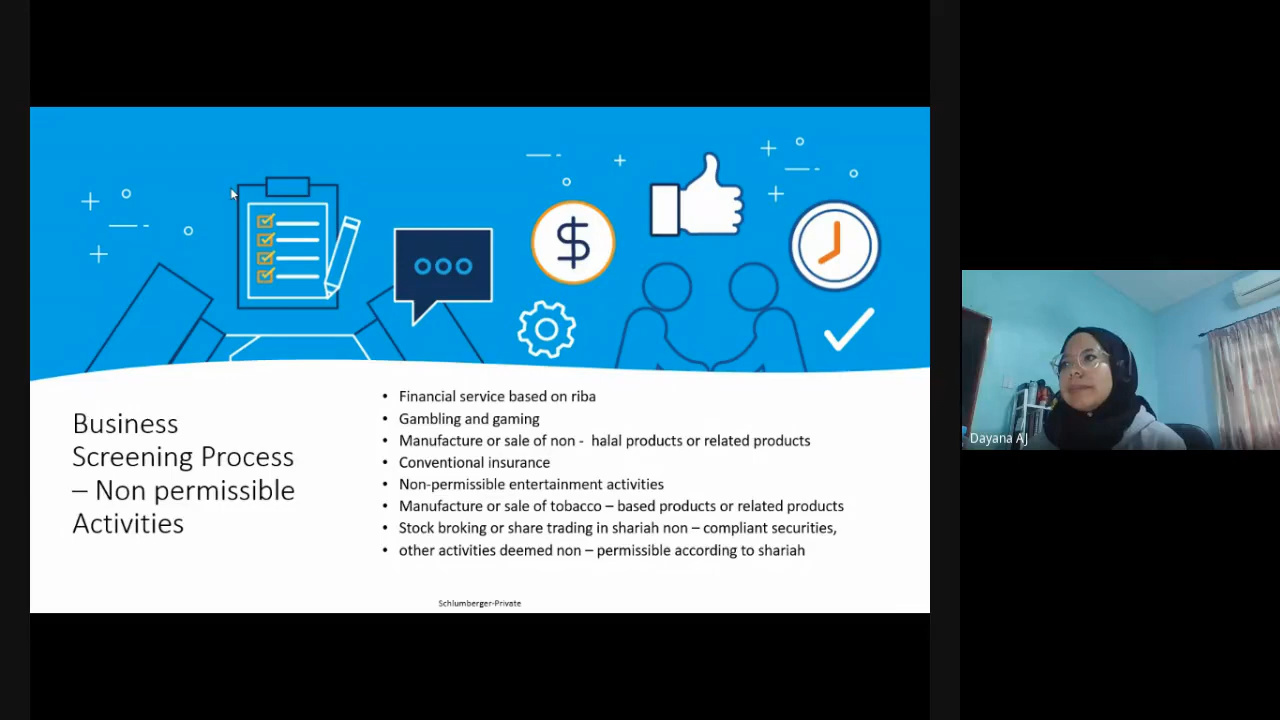 Business
Screening Process
– Non permissible
Activities
• Financial service based on riba
• Gambling and gaming
• Manufacture or sale of non - halal products or related products
• Conventional insurance
• Non-permissible entertainment activities
• Manufacture or sale of tobacco – based products or related products
• Stock broking or share trading in shariah non – compliant securities,
• other activities deemed non – permissible according to shariah
Schlumberger-Private
Dayana AJ